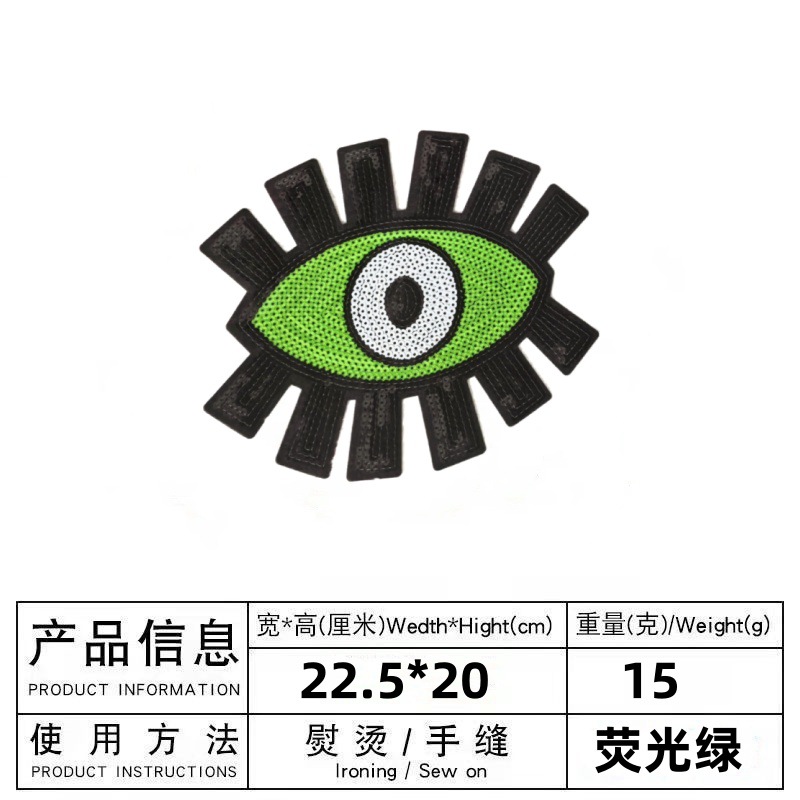 产品信息
PRODUCT INFORMATION
宽*高(厘米)Wedth*Hight(cm)
重量(克)/Weight(g)
22.5*20
15
使用方法
PRODUCT INSTRUCTIONS
熨烫/手缝
Ironing / Sew on
荧光绿